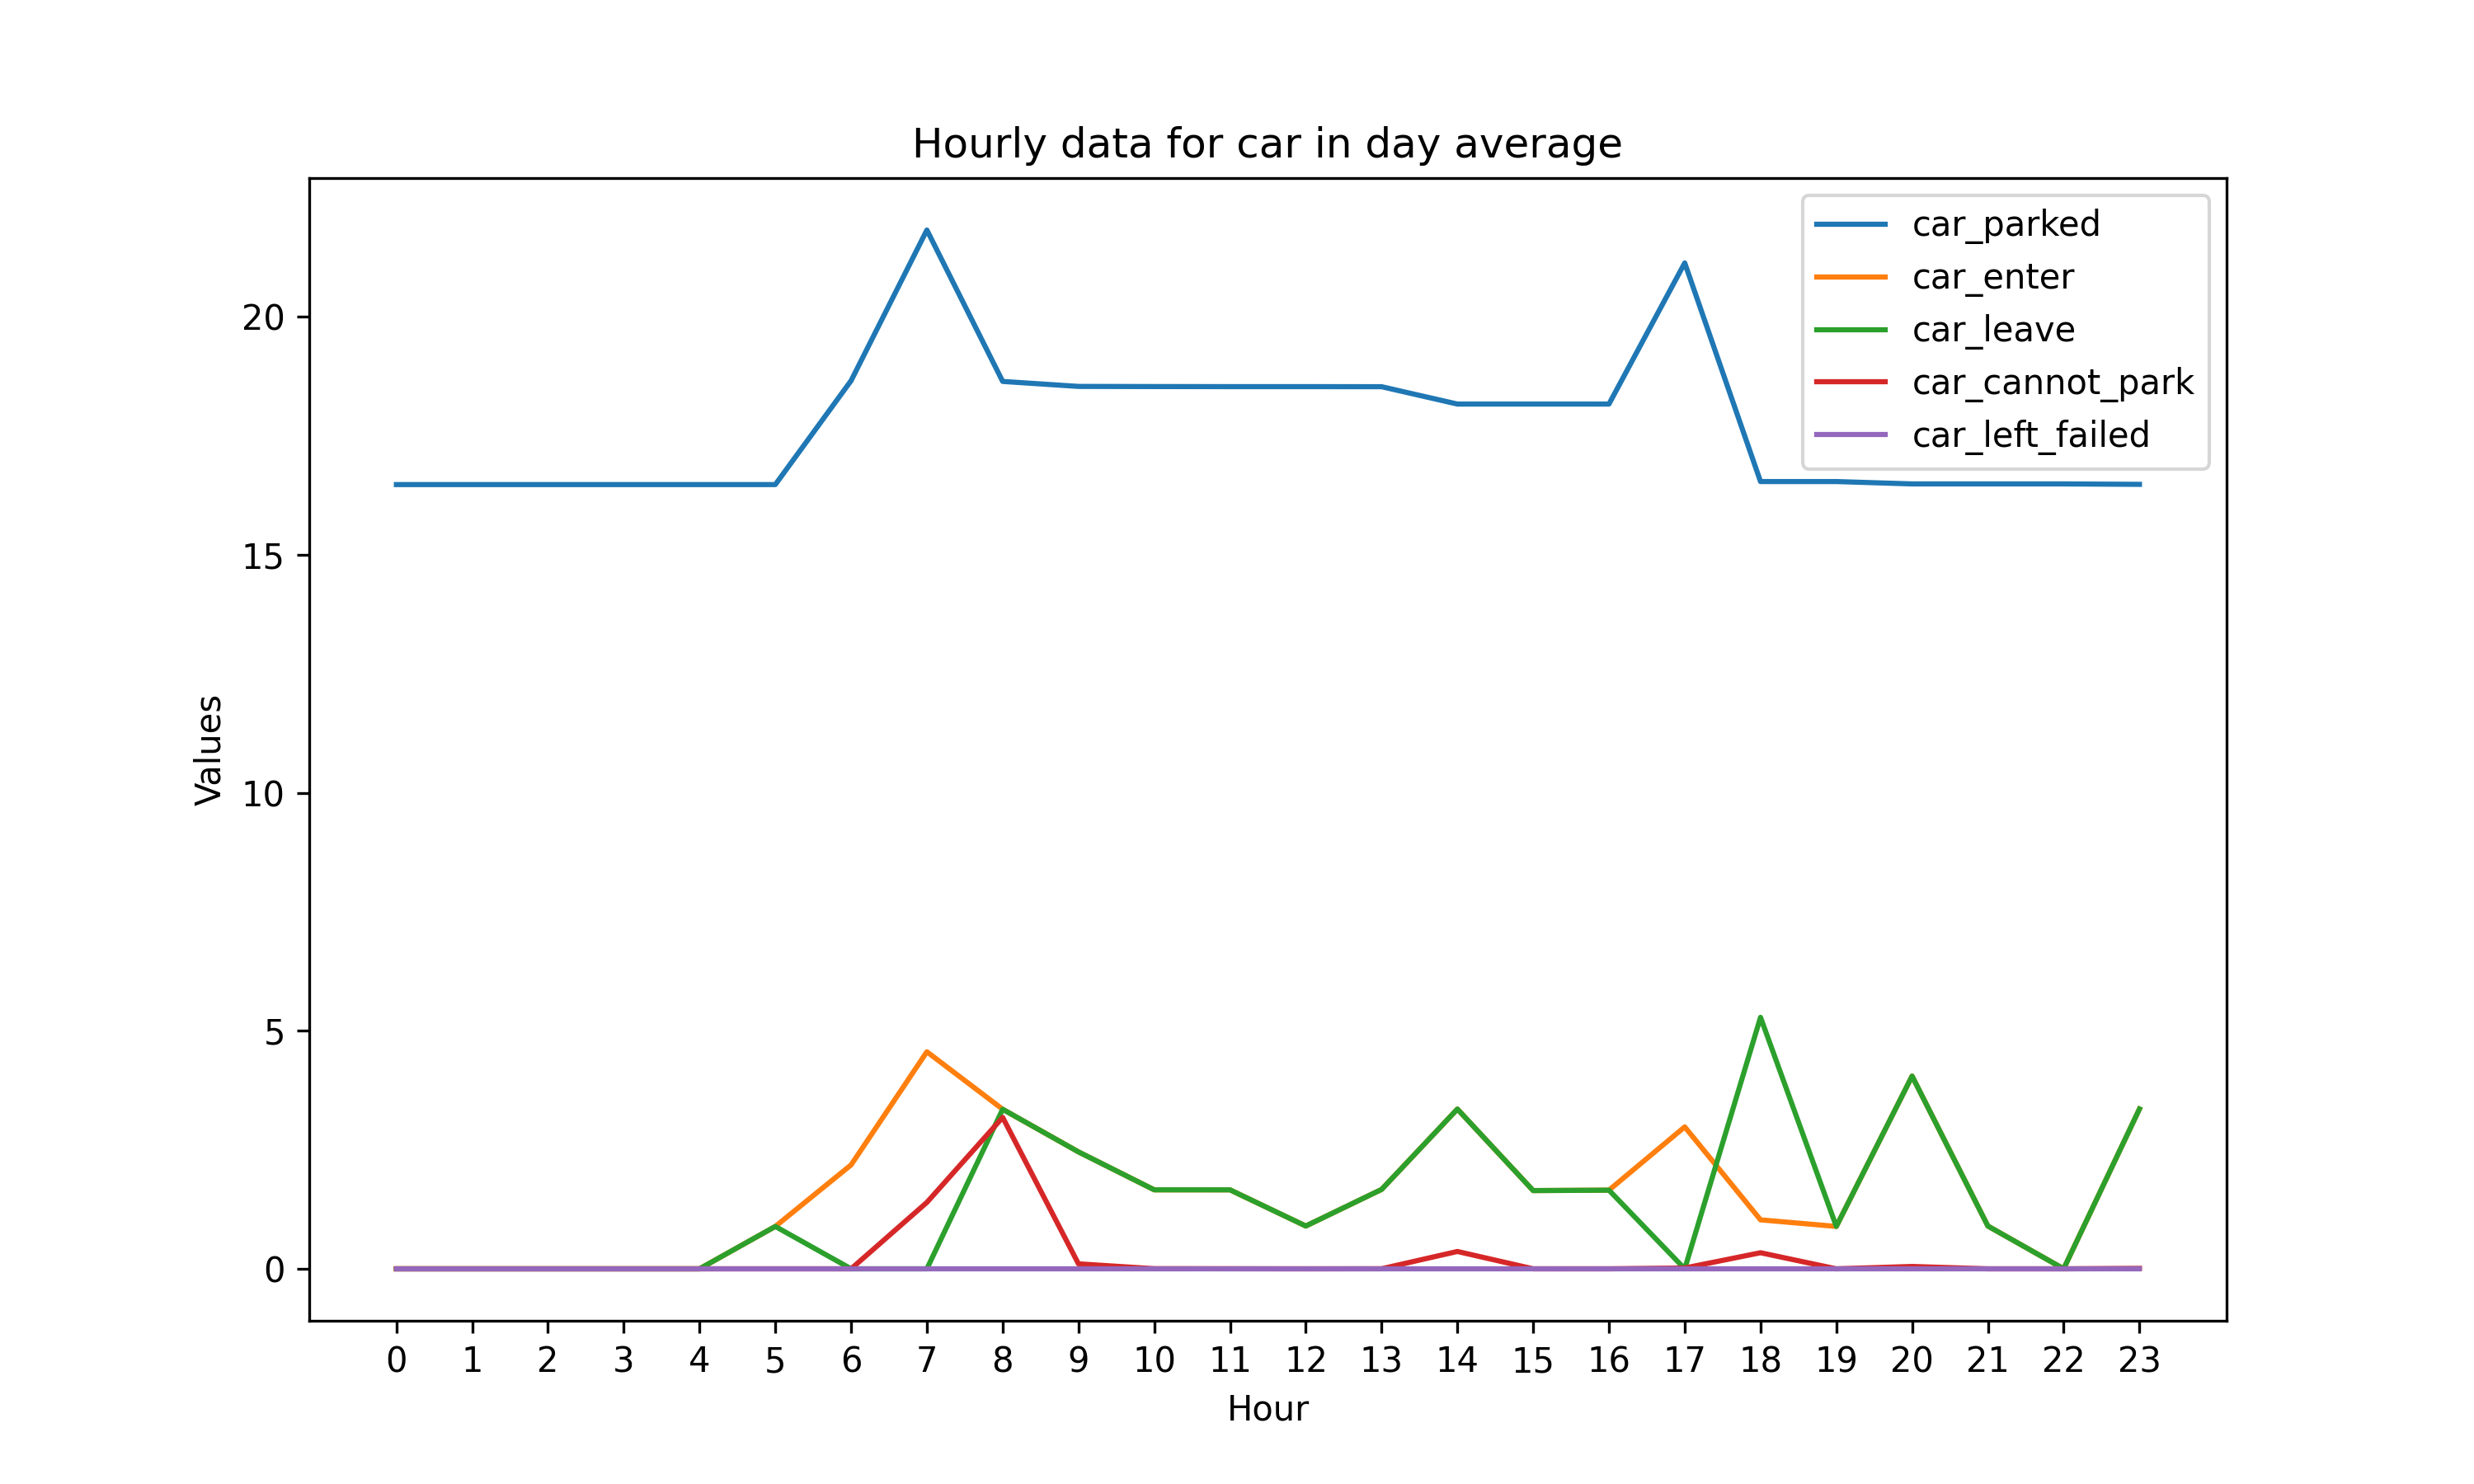 Hourly data for car in day average
car_parked
car_enter
car_leave
car_cannot_park
car_left_failed
20
15
10
5
0
Values
0 1 2 3 4 5 6 7 8 9 10 11 12 13 14 15 16 17 18 19 20 21 22 23
Hour